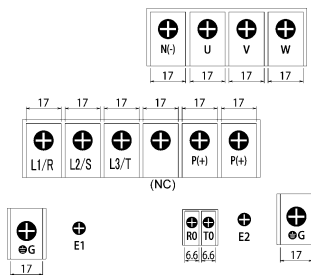 N(-) U V W
17 17 17 17
17 17 17 17 17 17
L1/R L2/S L3/T P(+) P(+)
(NC)
⏚G E1 R0 T0 E2 ⏚G
17 6.6 6.6 17